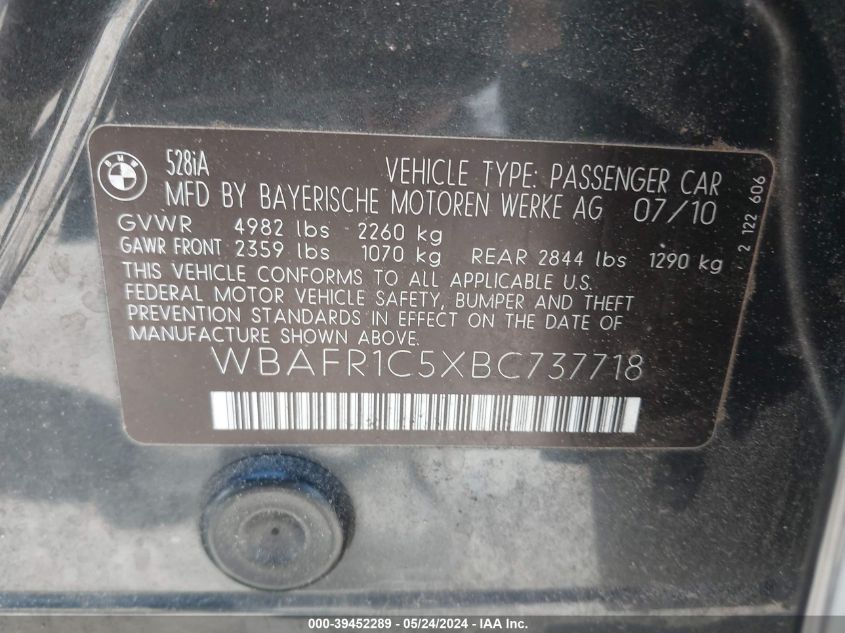 BMW
528iA
VEHICLE TYPE: PASSENGER CAR
MFD BY BAYERISCHE MOTOREN WERKE AG 07/10
GVWR 4982 lbs 2260 kg
GAWR FRONT 2359 lbs 1070 kg REAR 2844 lbs 1290 kg
THIS VEHICLE CONFORMS TO ALL APPLICABLE U.S.
FEDERAL MOTOR VEHICLE SAFETY, BUMPER AND THEFT
PREVENTION STANDARDS IN EFFECT ON THE DATE OF
MANUFACTURE SHOWN ABOVE.
WBAFR1C5XBC737718
2 122 606
000-39452289 - 05/24/2024 - IAA Inc.